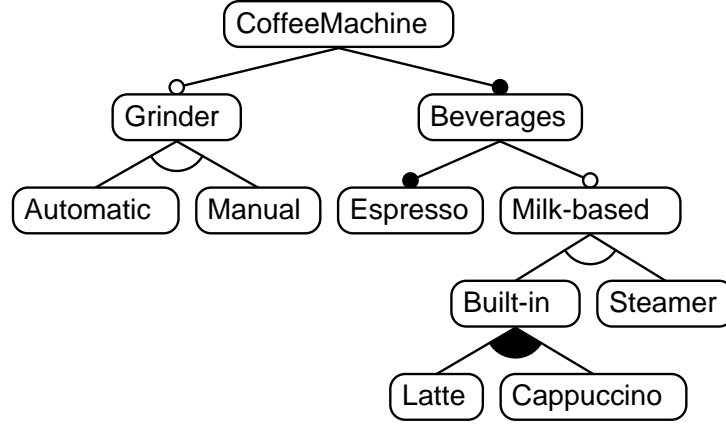 CoffeeMachine
Grinder
Beverages
Automatic
Manual
Espresso
Milk-based
Built-in
Steamer
Latte
Cappuccino